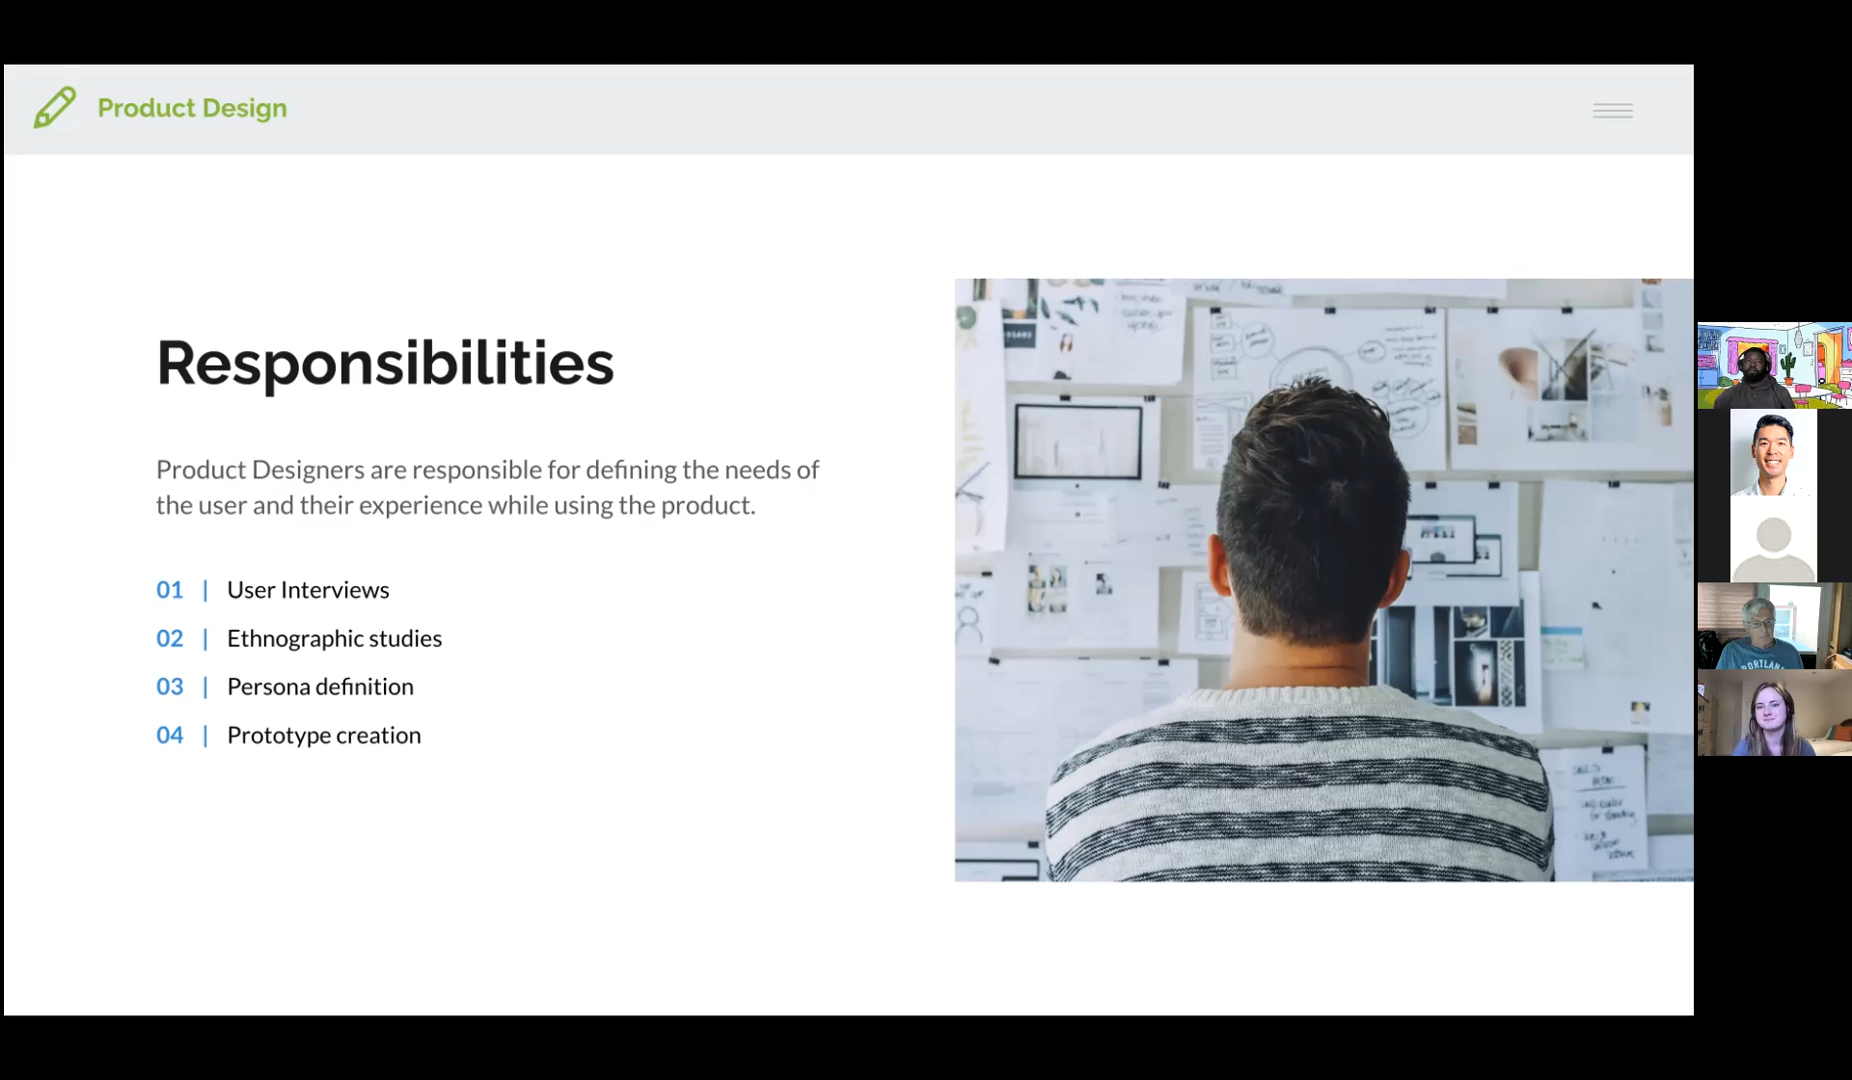 Product Design
Responsibilities
Product Designers are responsible for defining the needs of
the user and their experience while using the product.
01 | User Interviews
02 | Ethnographic studies
03 | Persona definition
04 | Prototype creation
PORTLAND